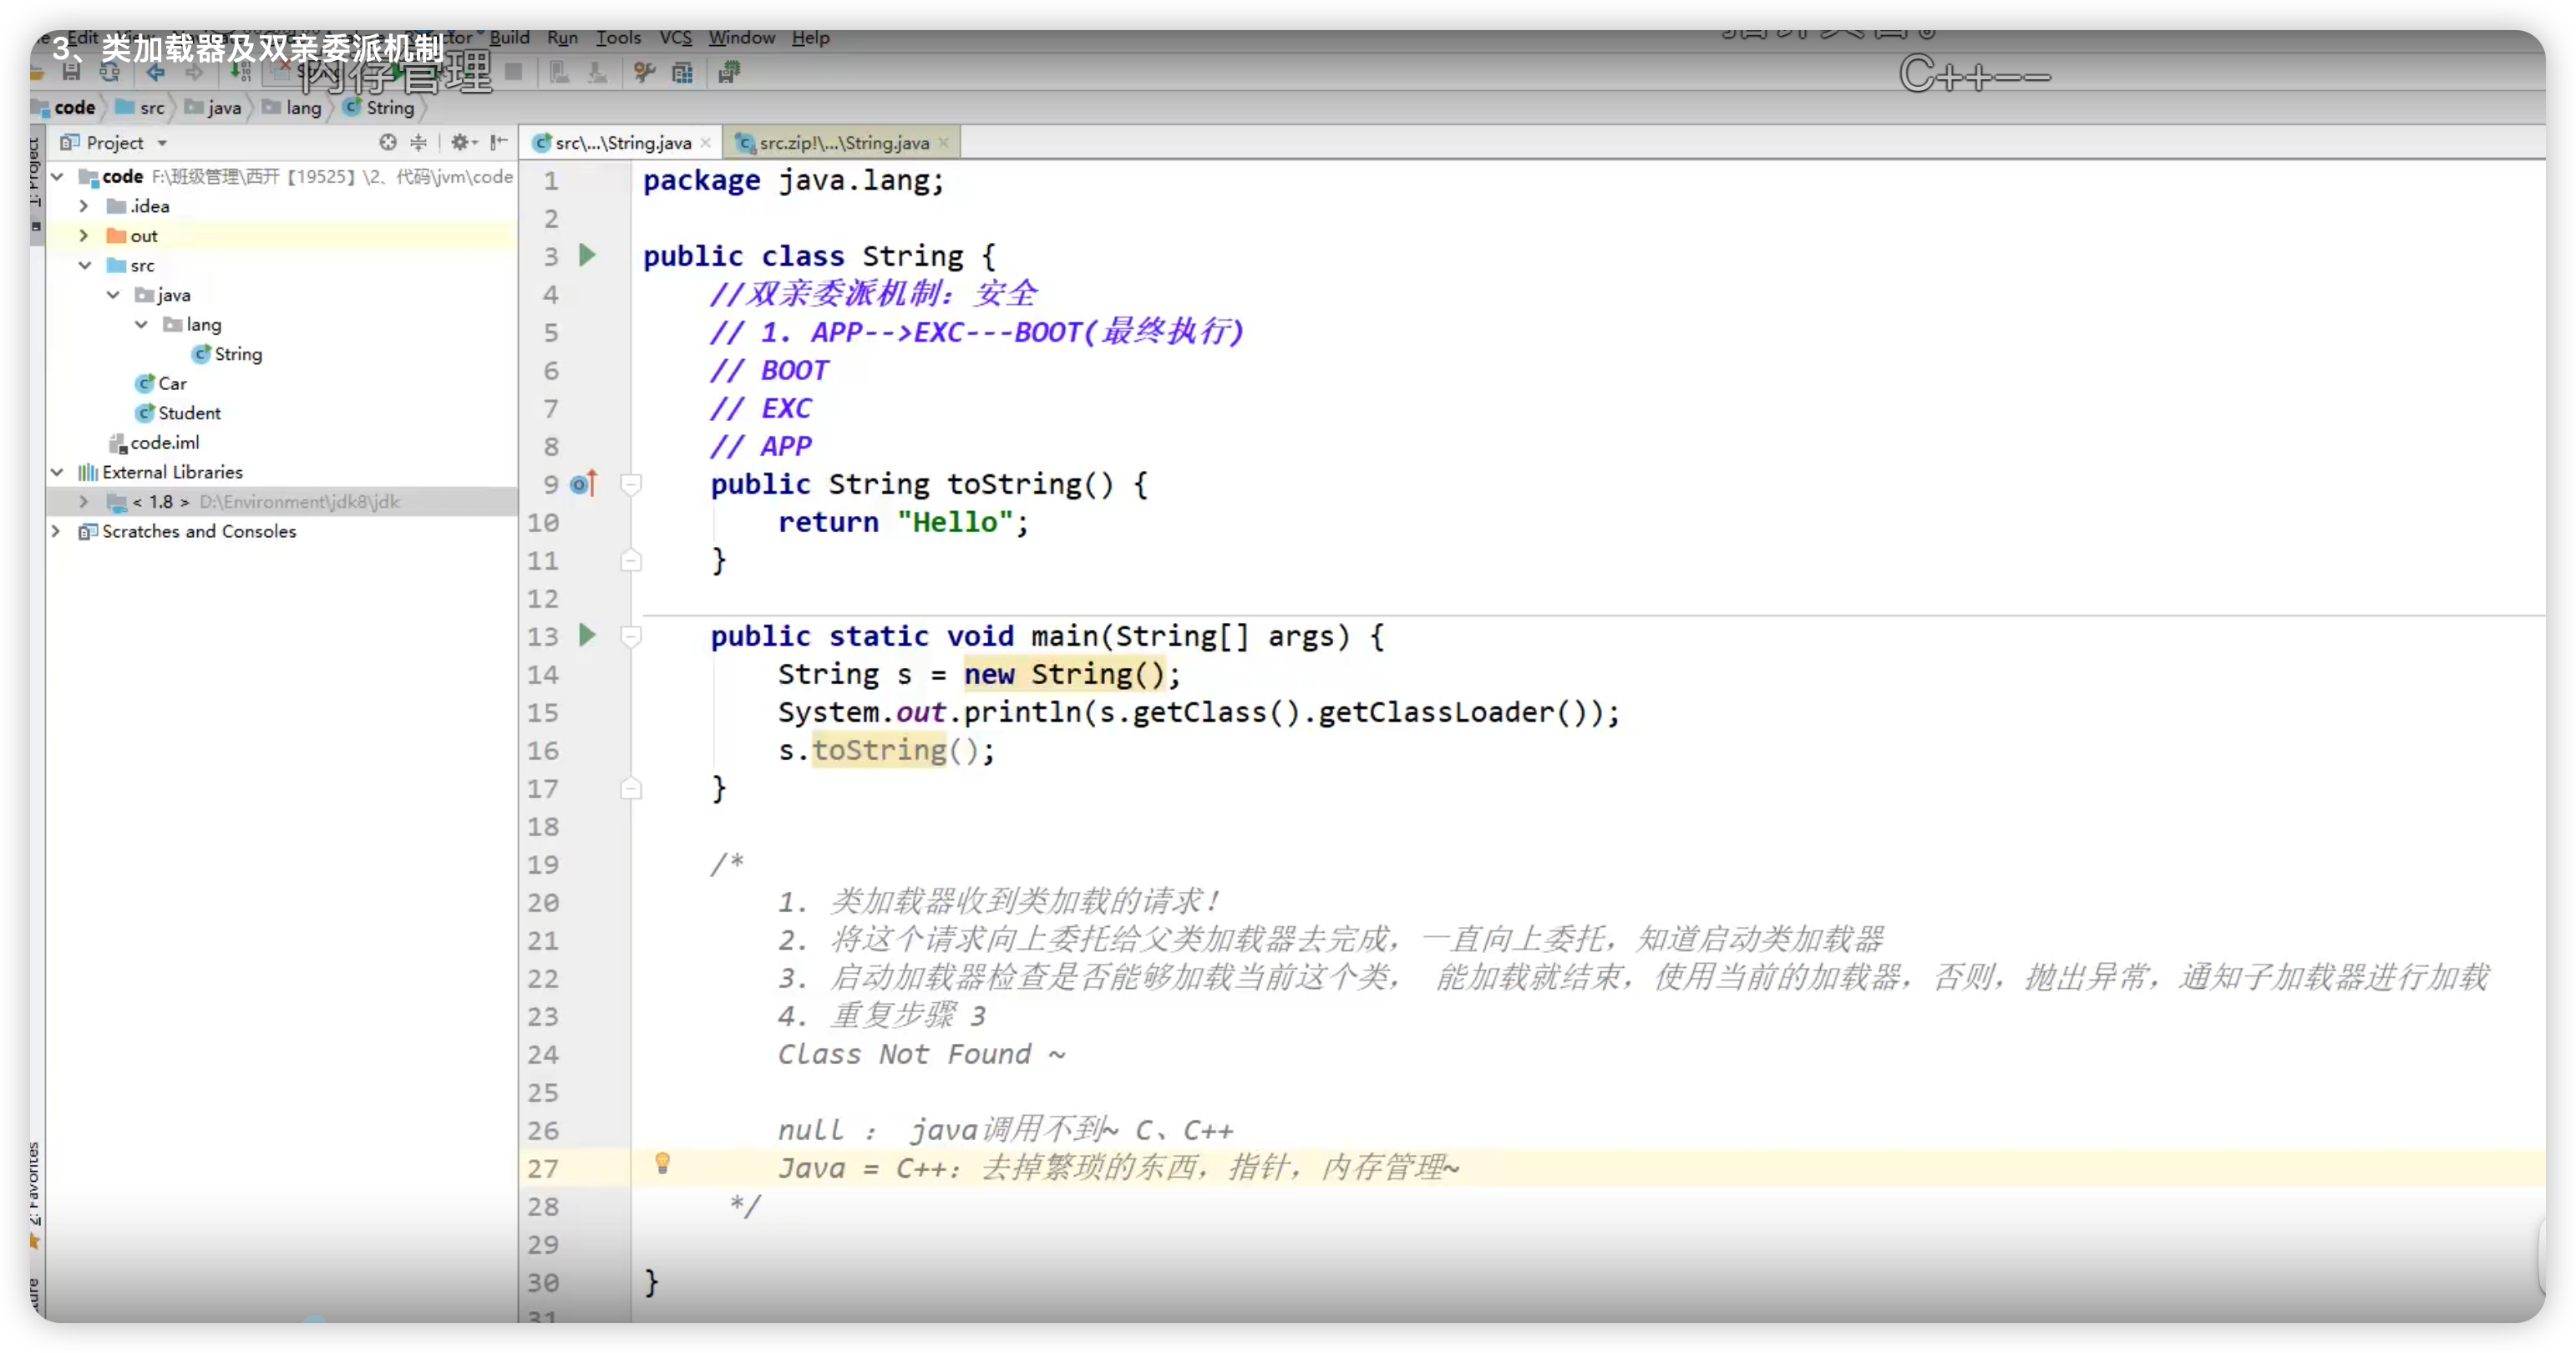 3、类加载器及双亲委派机制
Edit Build Run Tools VCS Window Help
内存管理
C++--
code src java lang String
Project
src\...\String.java
src.zip!\...\String.java
code F:\班级管理\西开【19525】\2、代码\jvm\code
.idea
out
src
java
lang
String
Car
Student
code.iml
External Libraries
< 1.8 > D:\Environment\jdk8\jdk
Scratches and Consoles
1 package java.lang;
2
3 public class String {
4 //双亲委派机制：安全
5 // 1. APP-->EXC---BOOT(最终执行)
6 // BOOT
7 // EXC
8 // APP
9 public String toString() {
10 return "Hello";
11 }
12
13 public static void main(String[] args) {
14 String s = new String();
15 System.out.println(s.getClass().getClassLoader());
16 s.toString();
17 }
18
19 /*
20 1. 类加载器收到类加载的请求！
21 2. 将这个请求向上委托给父类加载器去完成，一直向上委托，知道启动类加载器
22 3. 启动加载器检查是否能够加载当前这个类， 能加载就结束，使用当前的加载器，否则，抛出异常，通知子加载器进行加载
23 4. 重复步骤 3
24 Class Not Found ~
25
26 null ： java调用不到~ C、C++
27 Java = C++：去掉繁琐的东西，指针，内存管理~
28 */
29
30 }
31